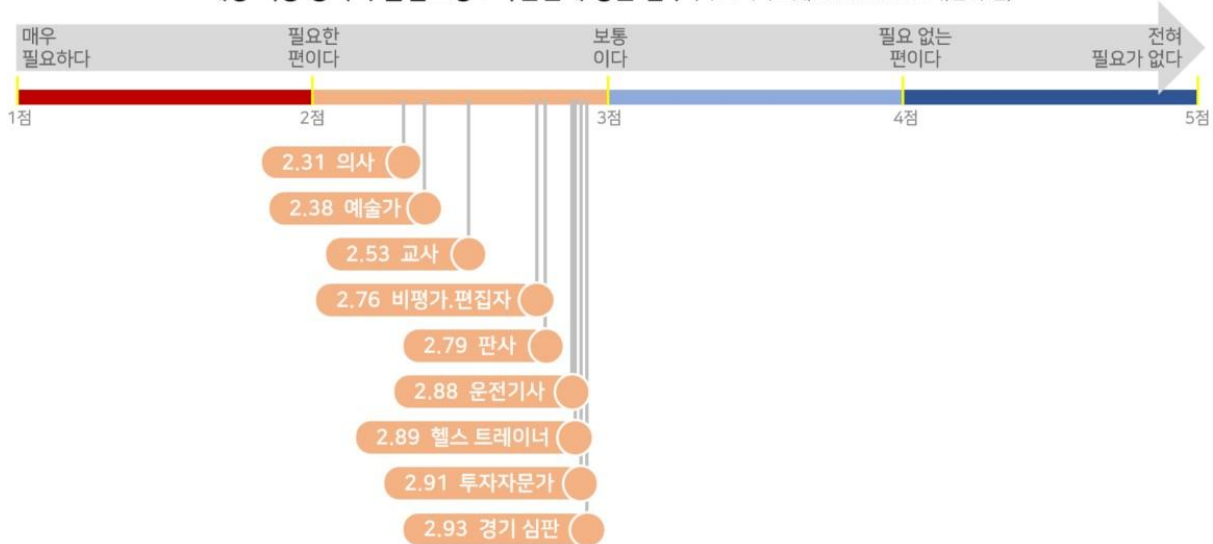 매우
필요하다
필요한
편이다
보통
이다
필요 없는
편이다
전혀
필요가 없다
1점
2점
3점
4점
5점
2.31 의사
2.38 예술가
2.53 교사
2.76 비평가.편집자
2.79 판사
2.88 운전기사
2.89 헬스 트레이너
2.91 투자자문가
2.93 경기 심판